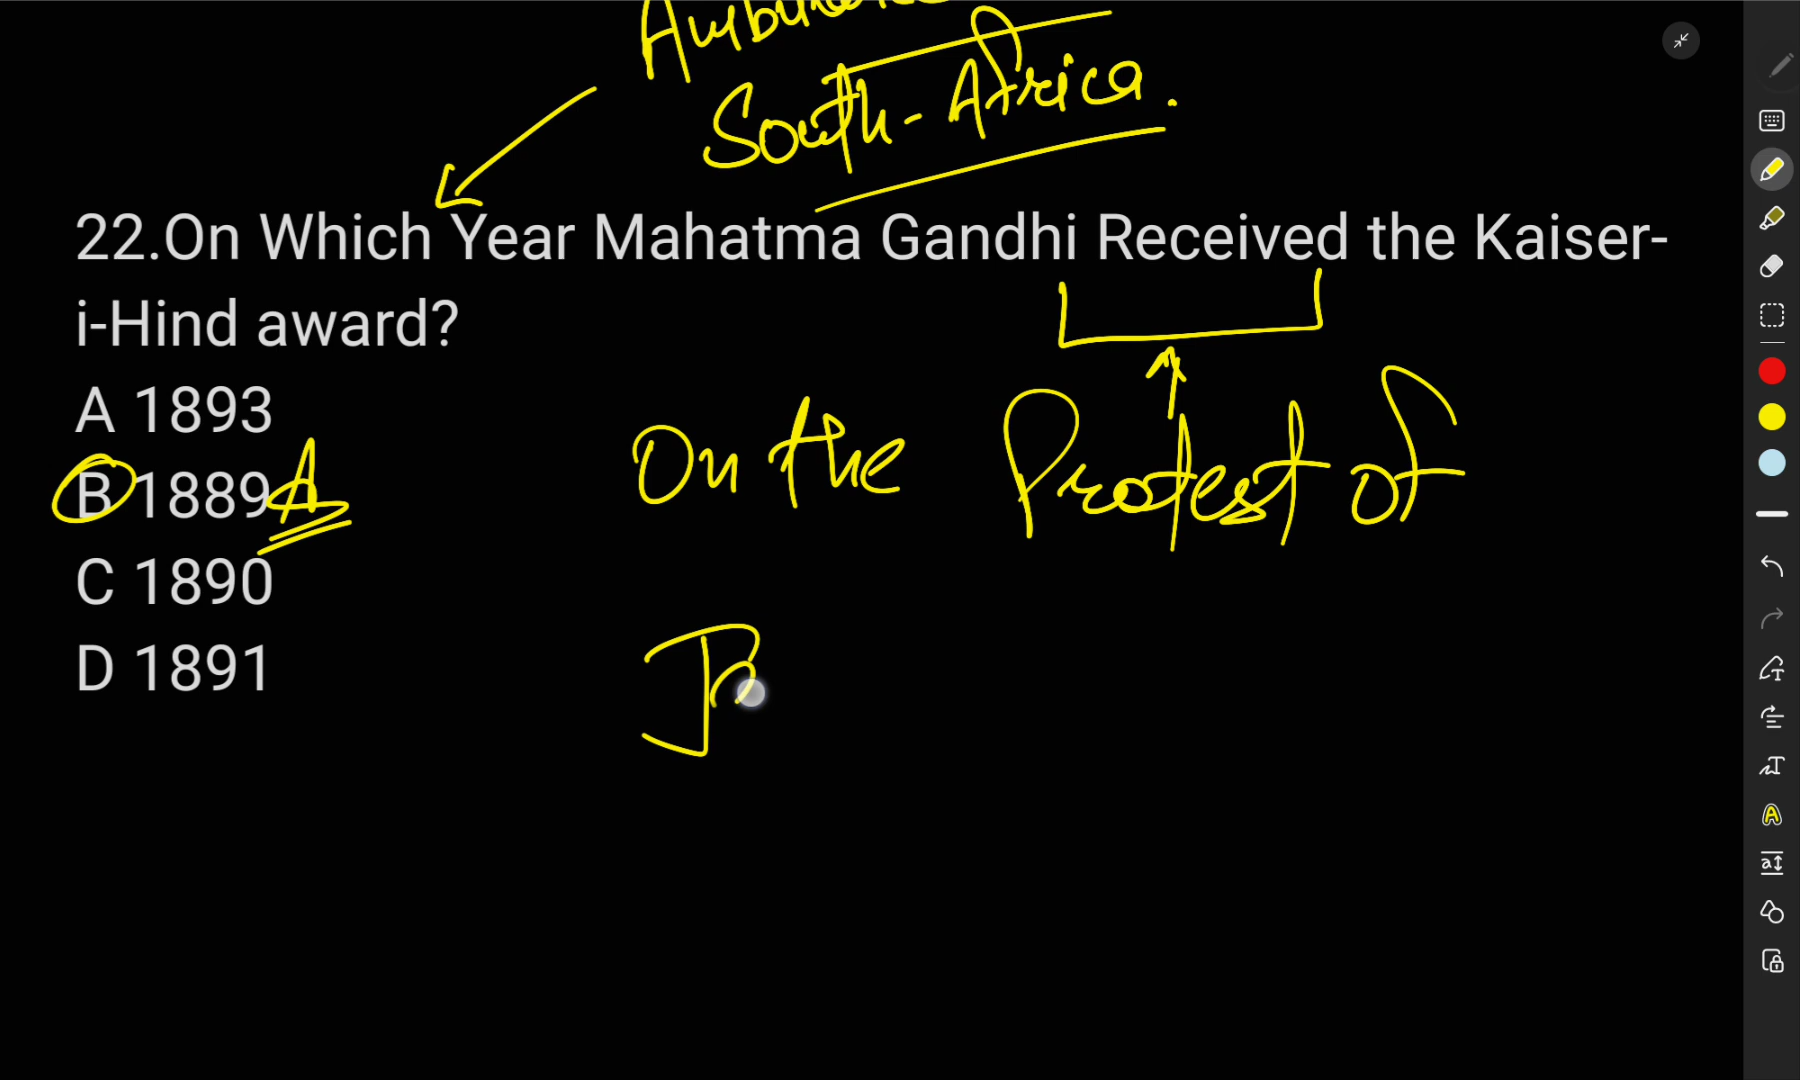 South-Africa.
22.On Which Year Mahatma Gandhi Received the Kaiser-
i-Hind award?
A 1893
B 1889 A
C 1890
D 1891
On the Protest of